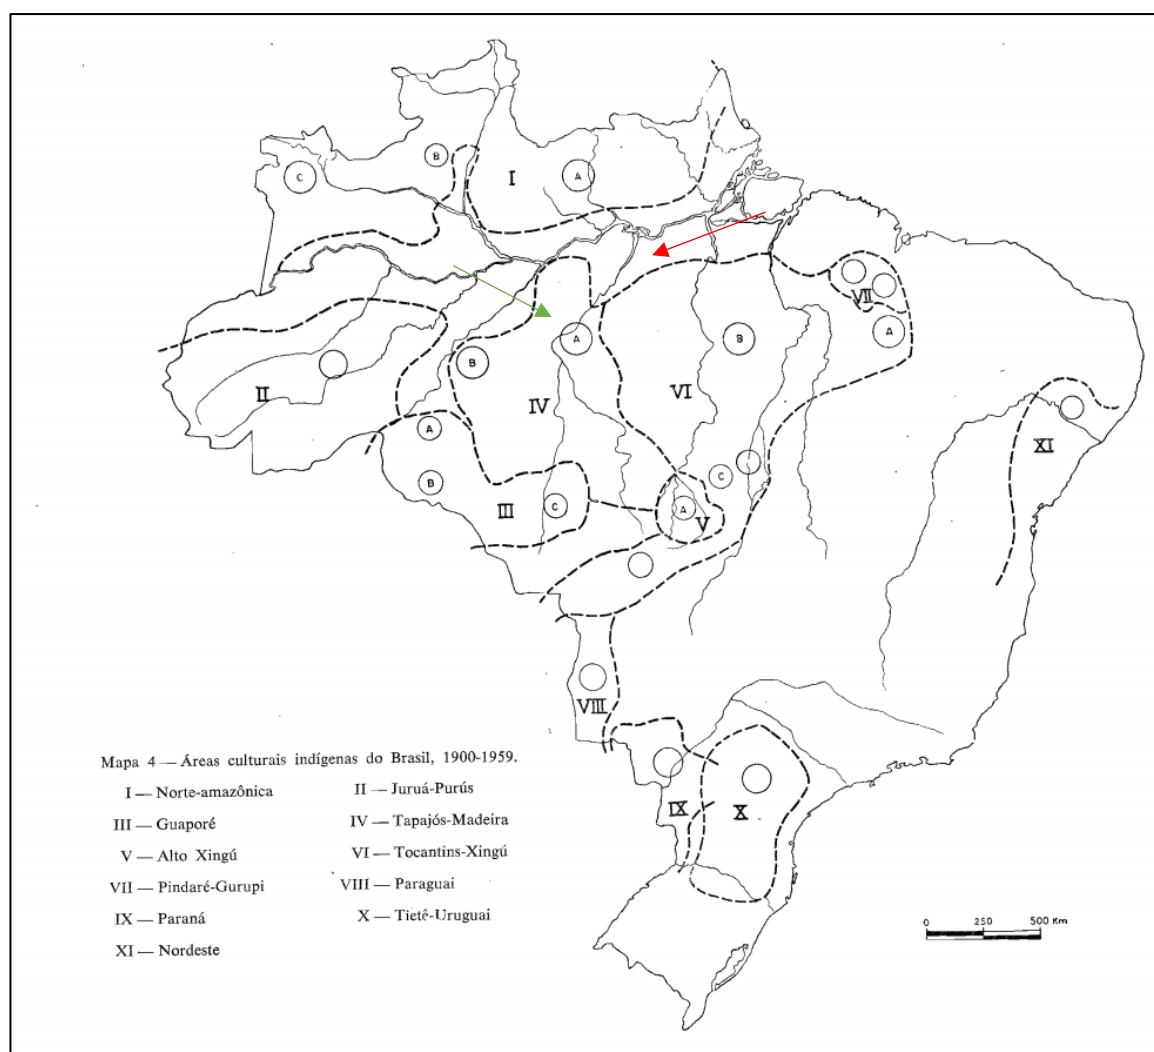 B
C
I
A
VII
A
B
A
B
II
IV
VI
A
B
XI
C
III
C
A
V
VIII
Mapa 4 — Áreas culturais indígenas do Brasil, 1900-1959.
I — Norte-amazônica
II — Juruá-Purús
III — Guaporé
IV — Tapajós-Madeira
V — Alto Xingú
VI — Tocantins-Xingú
VII — Pindaré-Gurupi
VIII — Paraguai
IX — Paraná
X — Tietê-Uruguai
XI — Nordeste
IX
X
0 250 500 Km